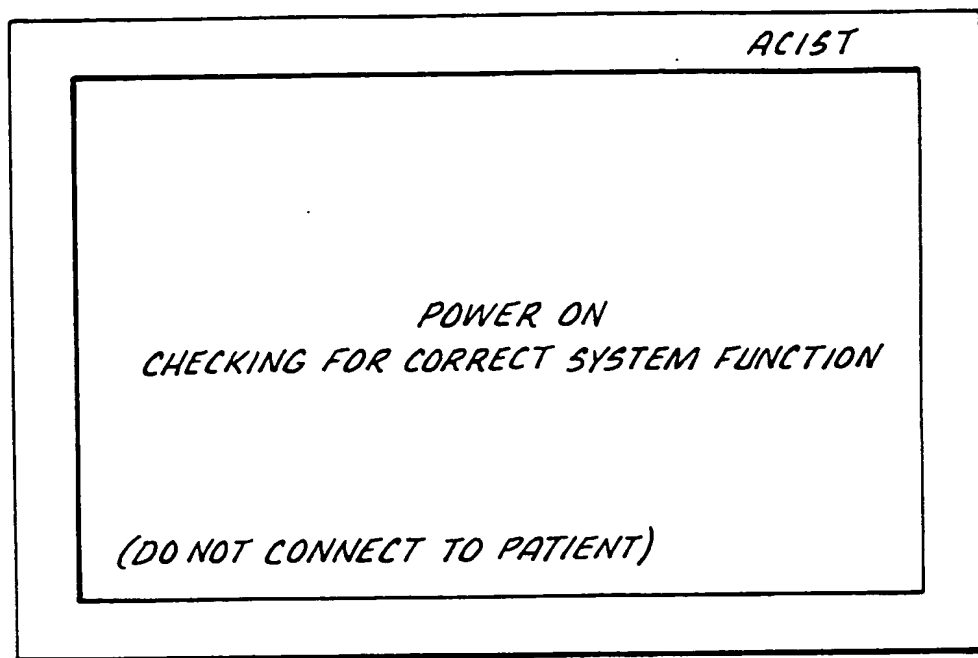 ACIST
POWER ON
CHECKING FOR CORRECT SYSTEM FUNCTION
(DO NOT CONNECT TO PATIENT)